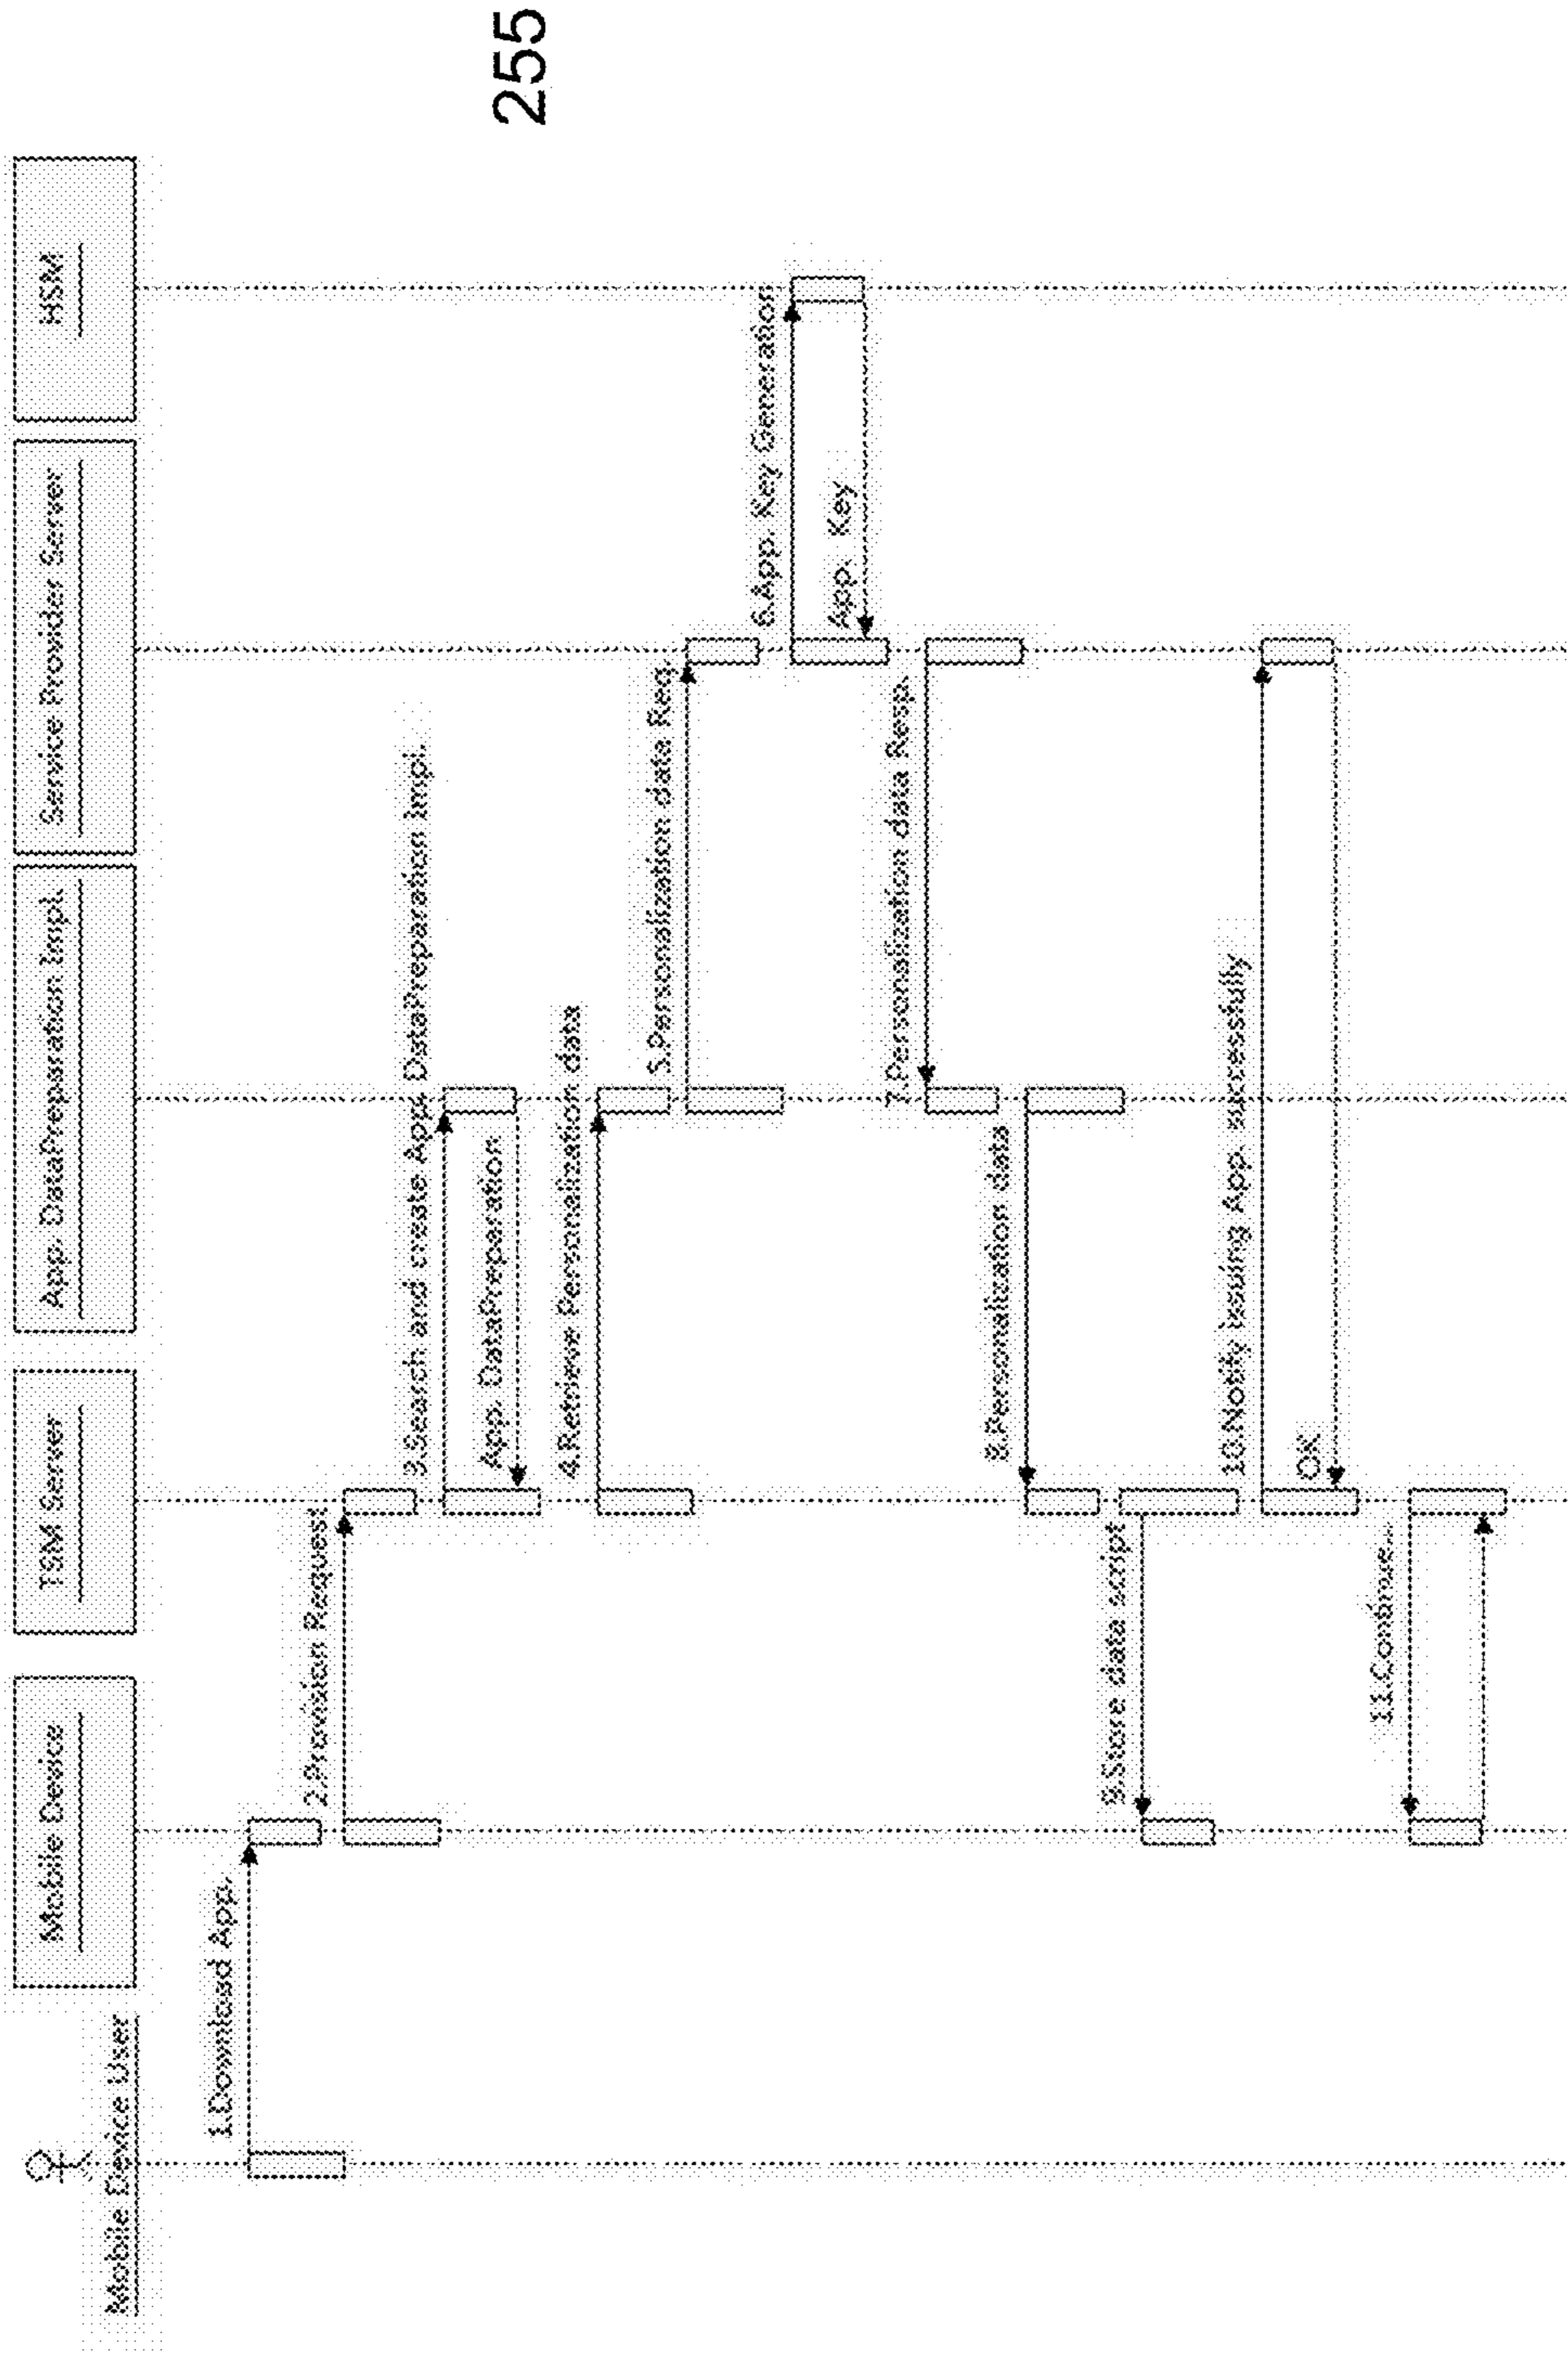 255
Mobile Device User
Mobile Device
TSM Server
App. DataPreparation Impl.
Service Provider Server
HSM
1.Download App.
2.Provision Request
3.Search and create App. DataPreparation Impl.
App. DataPreparation
4.Retrieve Personalization data
5.Personalization data Req.
6.App. Key Generation
App. Key
7.Personalization data Resp.
8.Personalization data
9.Store data script
10.Notify issuing App. successfully
OK
11.Continue...